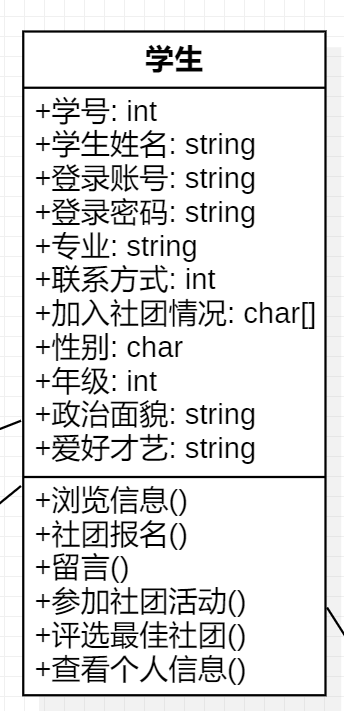 学生
+学号: int
+学生姓名: string
+登录账号: string
+登录密码: string
+专业: string
+联系方式: int
+加入社团情况: char[]
+性别: char
+年级: int
+政治面貌: string
+爱好才艺: string
+浏览信息()
+社团报名()
+留言()
+参加社团活动()
+评选最佳社团()
+查看个人信息()